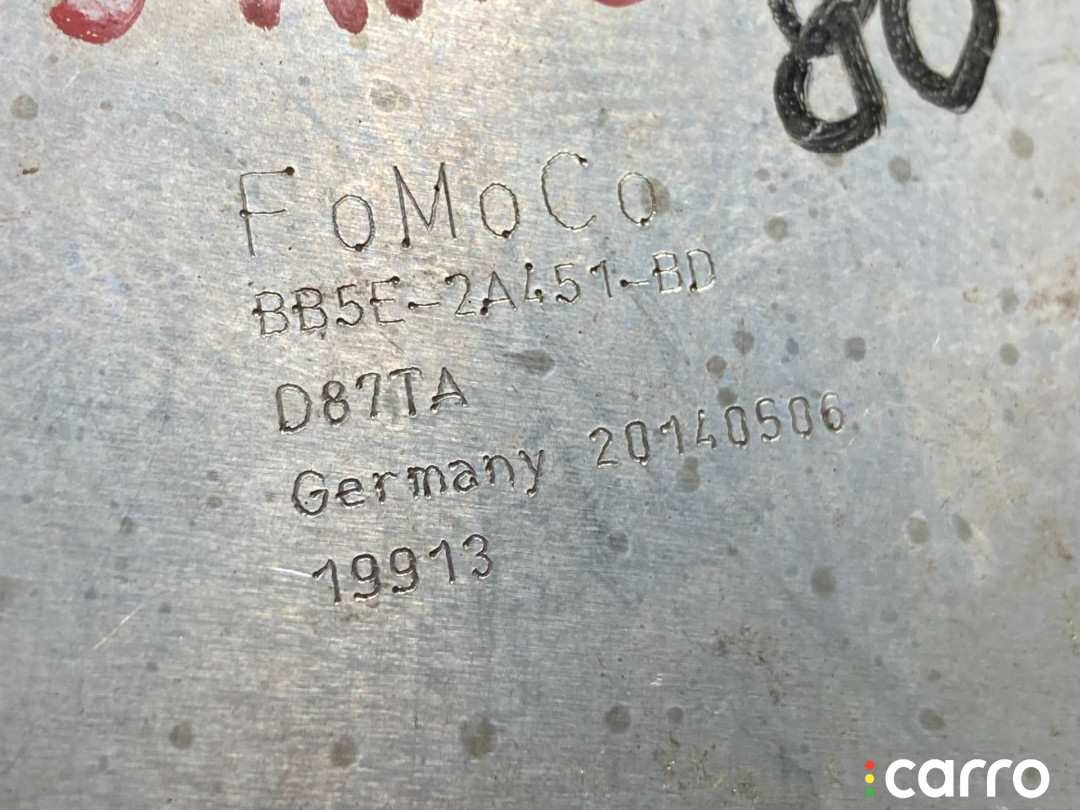 80
FoMoCo
BB5E-2A451-BD
D87TA
Germany 20140506
19913
carro